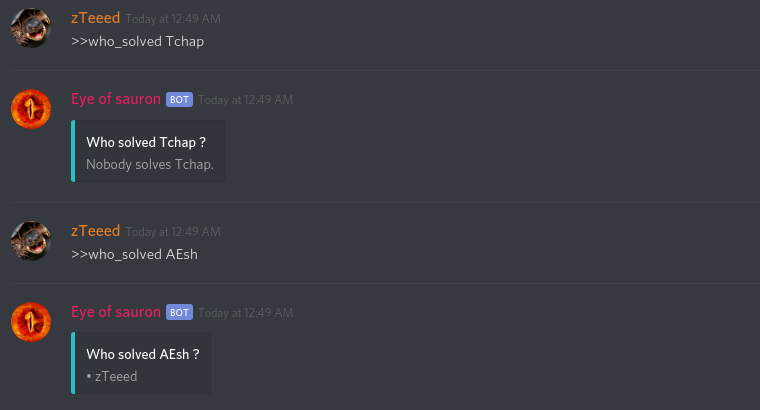 zTeeed Today at 12:49 AM
>>who_solved Tchap
Eye of sauron BOT Today at 12:49 AM
Who solved Tchap ?
Nobody solves Tchap.
zTeeed Today at 12:49 AM
>>who_solved AEsh
Eye of sauron BOT Today at 12:49 AM
Who solved AEsh ?
• zTeeed